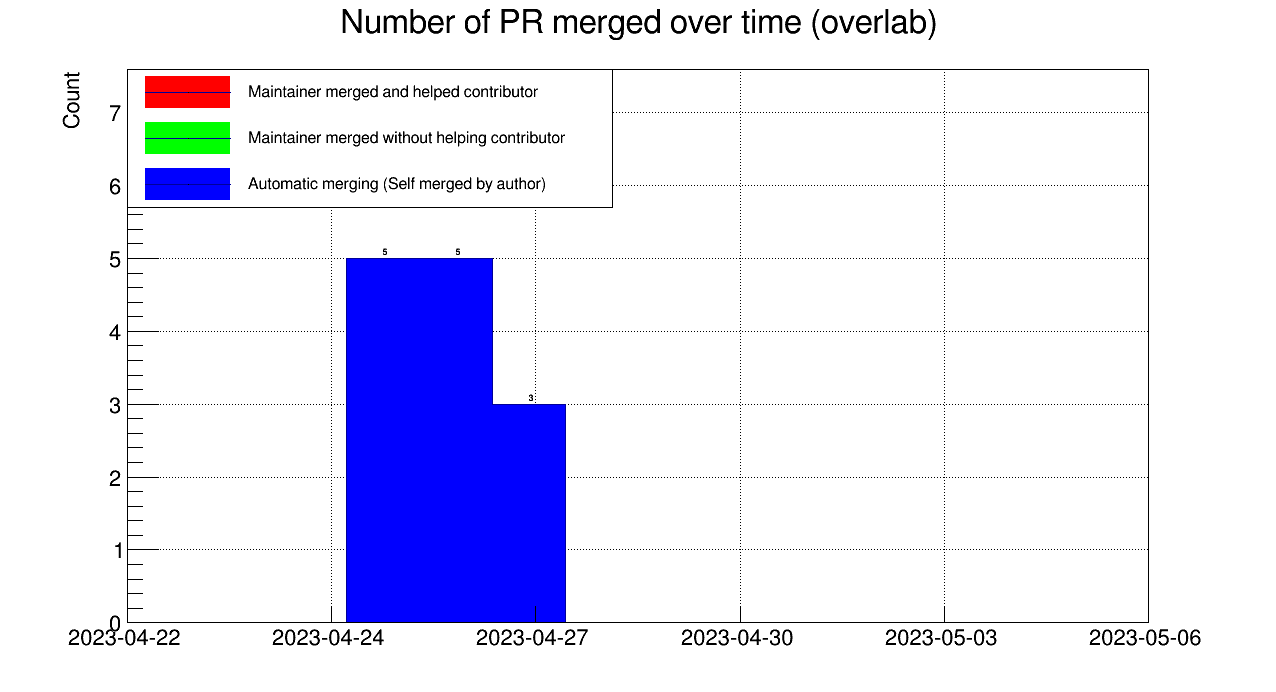 Number of PR merged over time (overlab)
Count
Maintainer merged and helped contributor
Maintainer merged without helping contributor
Automatic merging (Self merged by author)
7
6
5
4
3
2
1
0
5 5
3
2023-04-22 2023-04-24 2023-04-27 2023-04-30 2023-05-03 2023-05-06